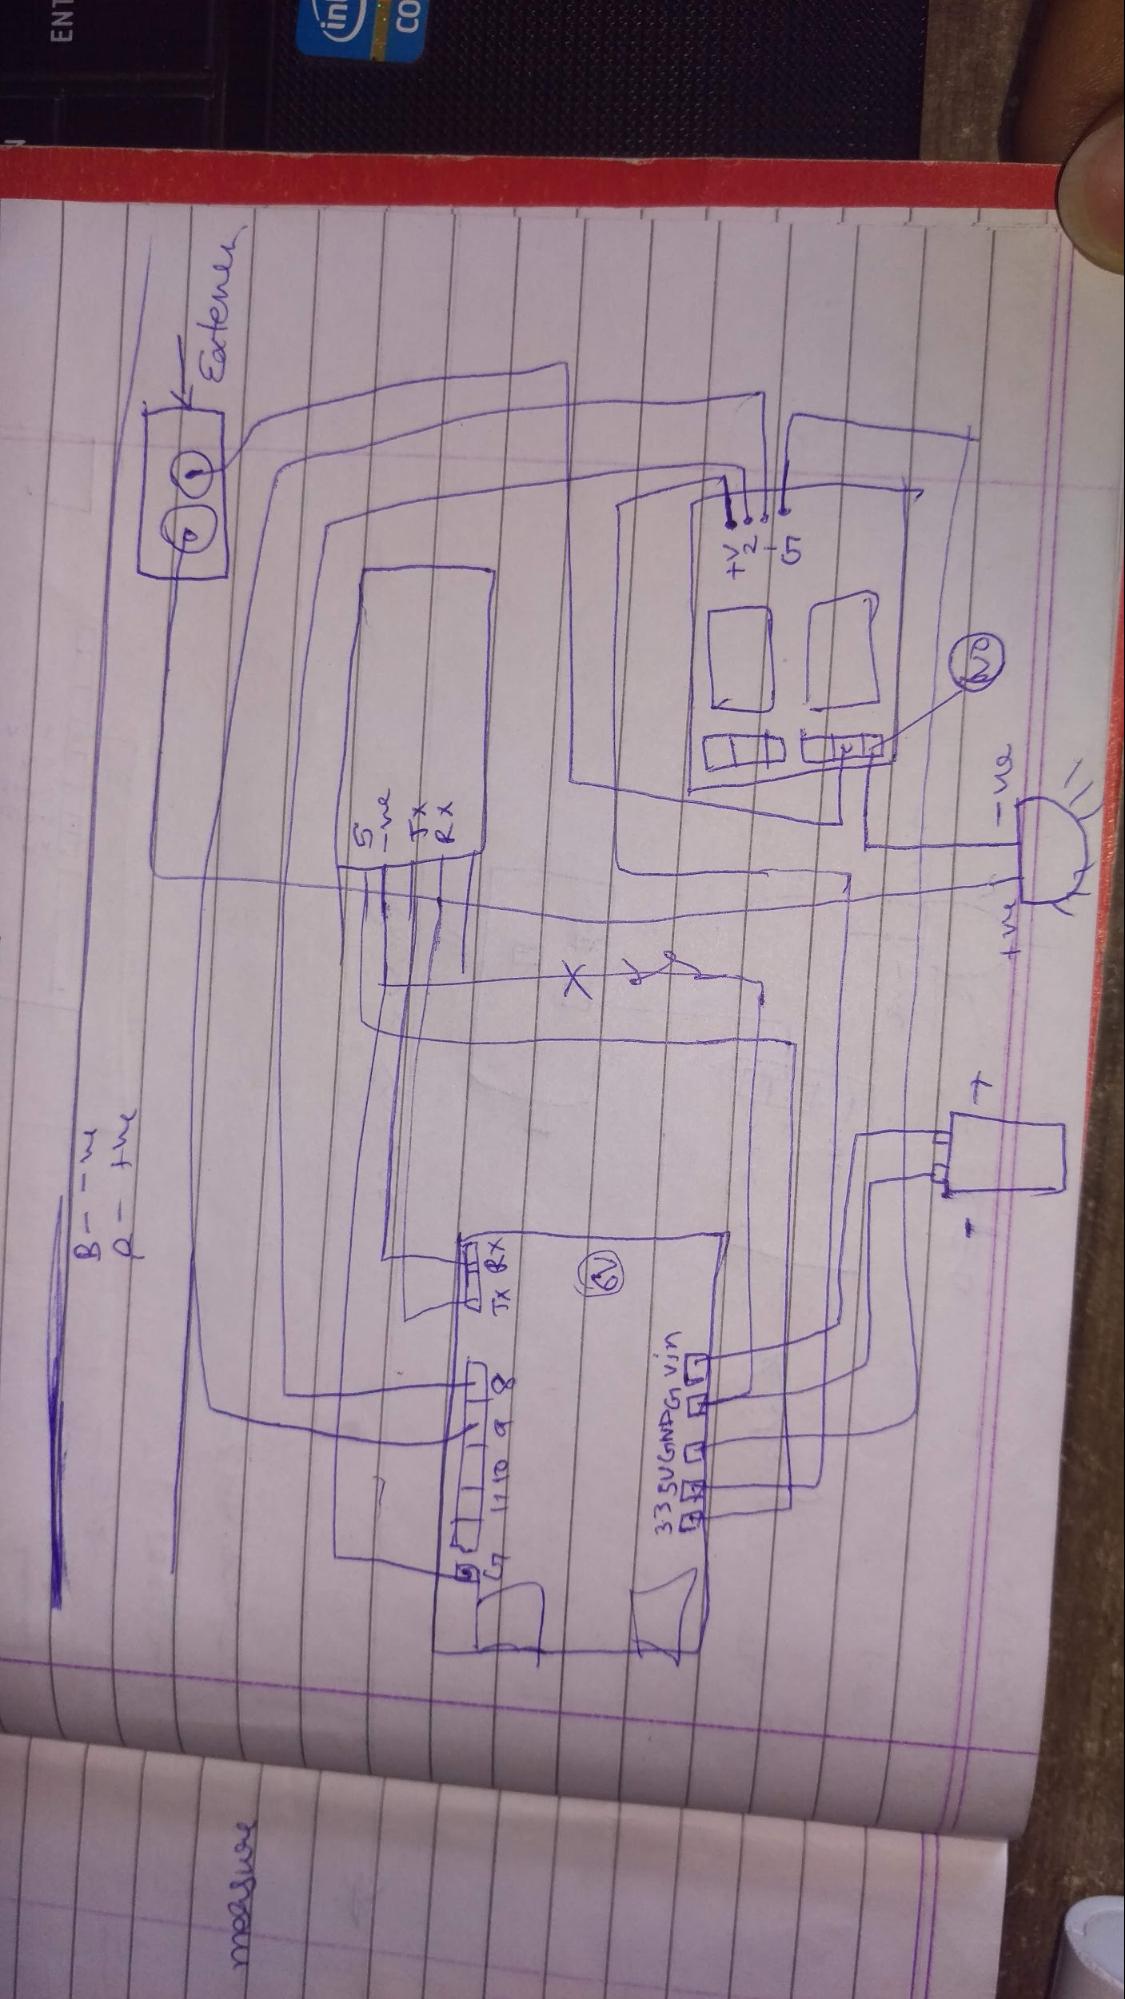 B - -ve
R - +ve
5
-ve
Tx
Rx
+V
2
1
G
NO
-ve
+ve
+
-
Tx Rx
G 11 10 9 8
3.3 5V GND G Vin
measure
ENT
int
CO
N